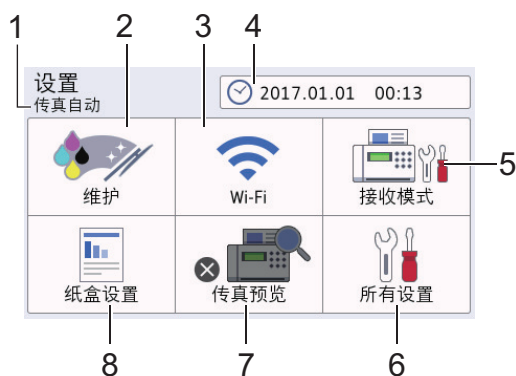 1 2 3 4
设置
传真自动
2017.01.01 00:13
维护
Wi-Fi
接收模式
5
纸盒设置
传真预览
所有设置
8 7 6